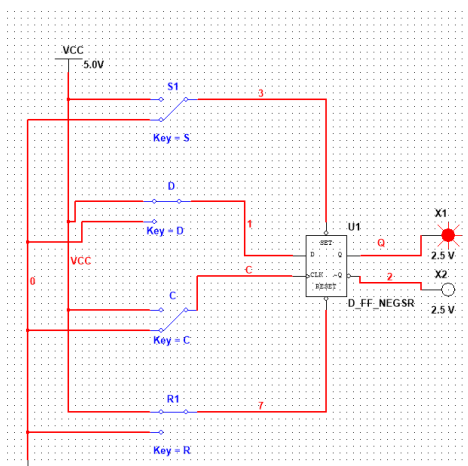 VCC
5.0V
S1
3
Key = S
D
1
Key = D
VCC
0
C
C
Key = C
R1
7
Key = R
U1
SET
D Q
CLK ~Q
RESET
D_FF_NEGSR
Q
2
X1
2.5 V
X2
2.5 V